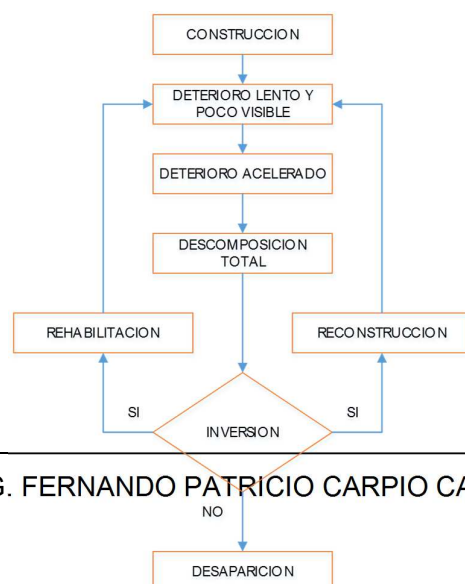 CONSTRUCCION
DETERIORO LENTO Y
POCO VISIBLE
DETERIORO ACELERADO
DESCOMPOSICION
TOTAL
REHABILITACION
RECONSTRUCCION
SI
SI
INVERSION
G. FERNANDO PATRICIO CARPIO CA
NO
DESAPARICION